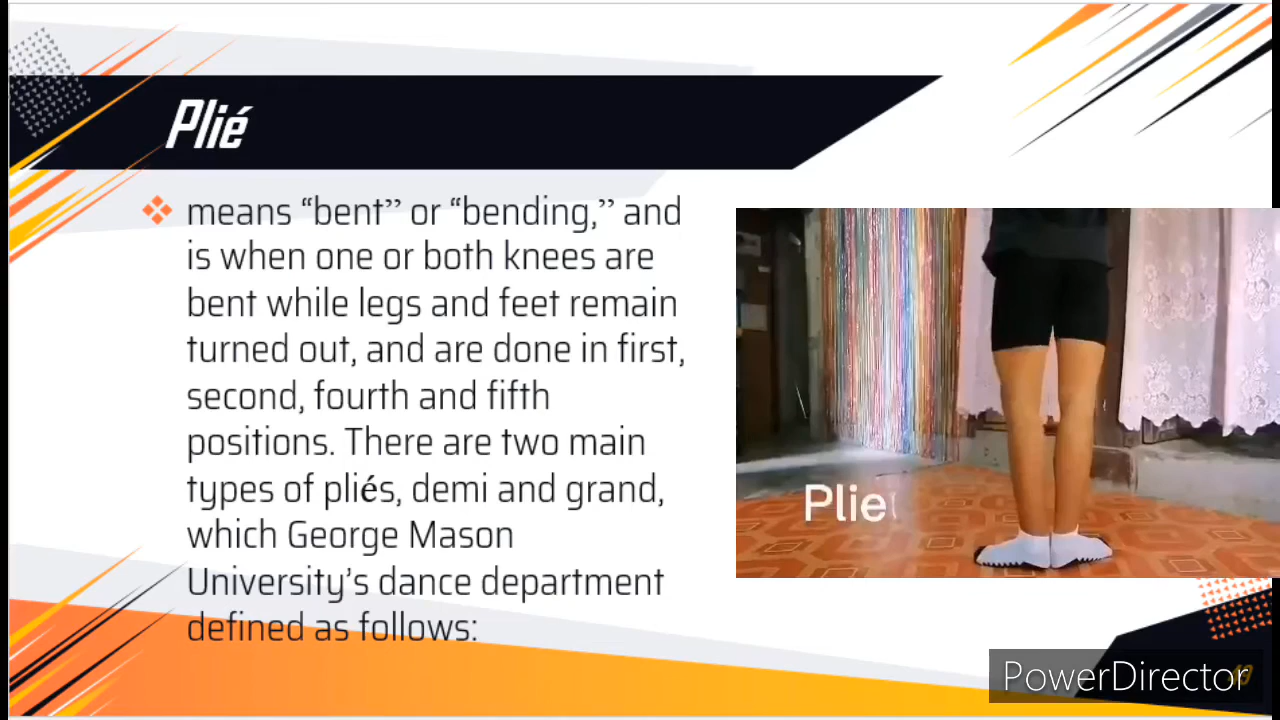 Plié
means “bent” or “bending,” and
is when one or both knees are
bent while legs and feet remain
turned out, and are done in first,
second, fourth and fifth
positions. There are two main
types of pliés, demi and grand,
which George Mason
University’s dance department
defined as follows:
Plie
PowerDirector